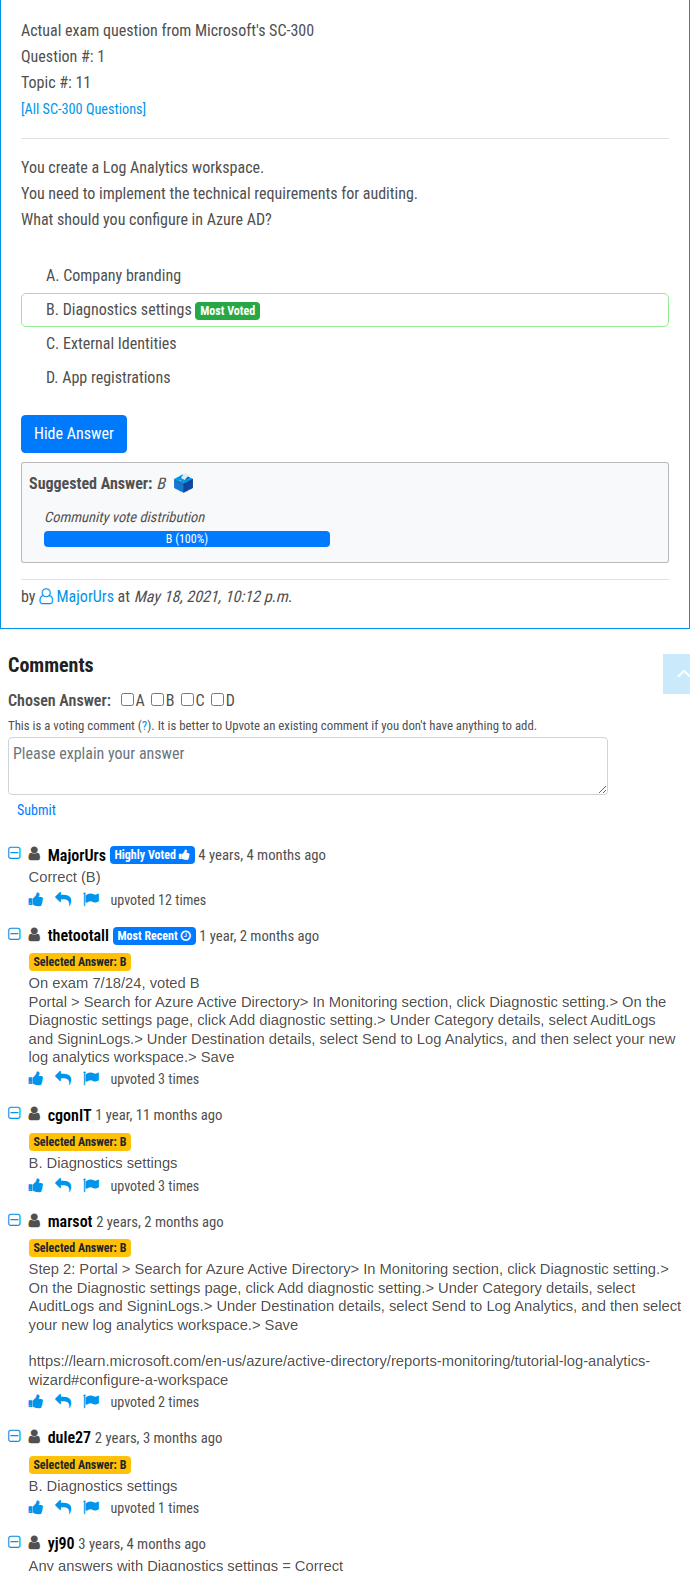 Actual exam question from Microsoft's SC-300
Question #: 1
Topic #: 11
[All SC-300 Questions]
You create a Log Analytics workspace.
You need to implement the technical requirements for auditing.
What should you configure in Azure AD?
A. Company branding
B. Diagnostics settings Most Voted
C. External Identities
D. App registrations
Hide Answer
Suggested Answer: B
Community vote distribution
B (100%)
by MajorUrs at May 18, 2021, 10:12 p.m.
Comments
Chosen Answer: A B C D
This is a voting comment (?). It is better to Upvote an existing comment if you don't have anything to add.
Please explain your answer
Submit
MajorUrs Highly Voted 4 years, 4 months ago
Correct (B)
upvoted 12 times
thetootall Most Recent 1 year, 2 months ago
Selected Answer: B
On exam 7/18/24, voted B
Portal > Search for Azure Active Directory> In Monitoring section, click Diagnostic setting.> On the
Diagnostic settings page, click Add diagnostic setting.> Under Category details, select AuditLogs
and SigninLogs.> Under Destination details, select Send to Log Analytics, and then select your new
log analytics workspace.> Save
upvoted 3 times
cgonIT 1 year, 11 months ago
Selected Answer: B
B. Diagnostics settings
upvoted 3 times
marsot 2 years, 2 months ago
Selected Answer: B
Step 2: Portal > Search for Azure Active Directory> In Monitoring section, click Diagnostic setting.>
On the Diagnostic settings page, click Add diagnostic setting.> Under Category details, select
AuditLogs and SigninLogs.> Under Destination details, select Send to Log Analytics, and then select
your new log analytics workspace.> Save
https://learn.microsoft.com/en-us/azure/active-directory/reports-monitoring/tutorial-log-analytics-
wizard#configure-a-workspace
upvoted 2 times
dule27 2 years, 3 months ago
Selected Answer: B
B. Diagnostics settings
upvoted 1 times
yj90 3 years, 4 months ago
Any answers with Diagnostics settings = Correct